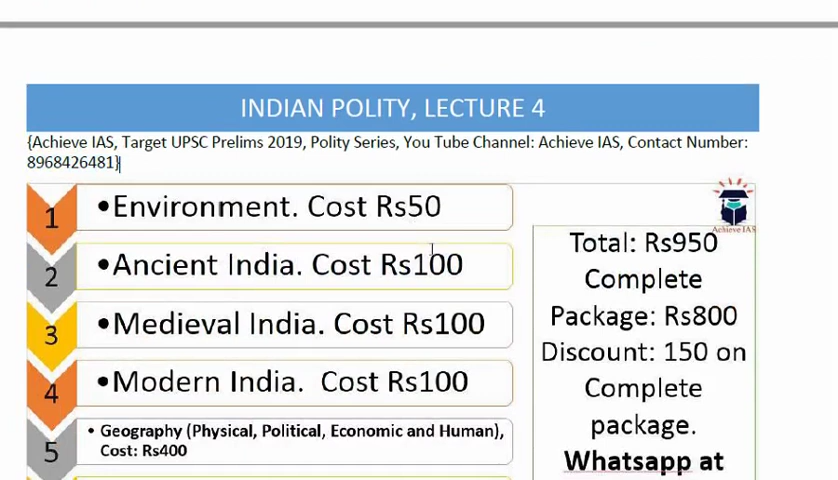 INDIAN POLITY, LECTURE 4
{Achieve IAS, Target UPSC Prelims 2019, Polity Series, You Tube Channel: Achieve IAS, Contact Number:
8968426481}
1
•Environment. Cost Rs50
2
•Ancient India. Cost Rs100
3
•Medieval India. Cost Rs100
4
•Modern India.  Cost Rs100
5
• Geography (Physical, Political, Economic and Human),
Cost: Rs400
Achieve IAS
Total: Rs950
Complete
Package: Rs800
Discount: 150 on
Complete
package.
Whatsapp at